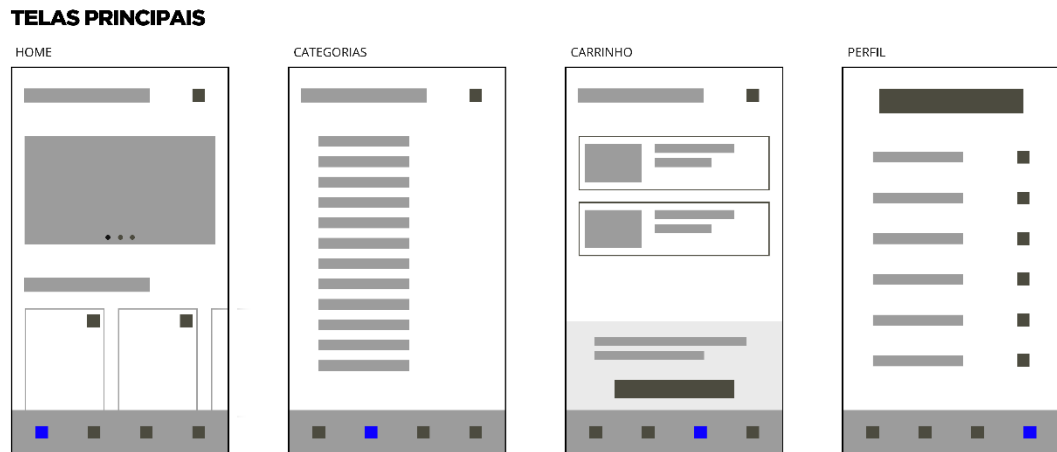 TELAS PRINCIPAIS
HOME
CATEGORIAS
CARRINHO
PERFIL